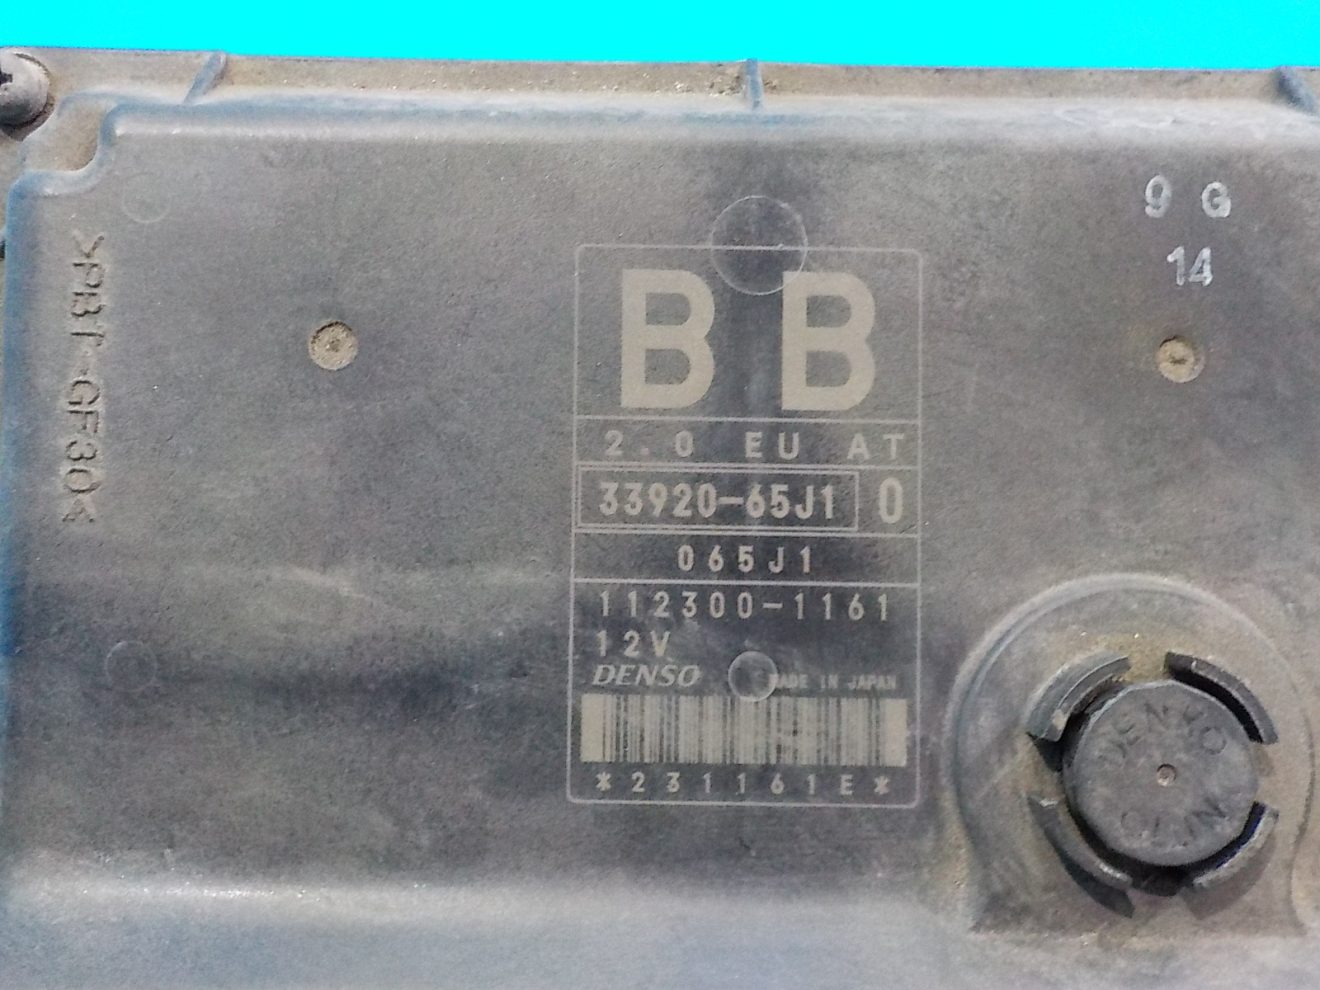 9 G
14
>PBT-GF30<
B B
2.0 EU AT
33920-65J1 0
065J1
112300-1161
12V
DENSO MADE IN JAPAN
*231161E*